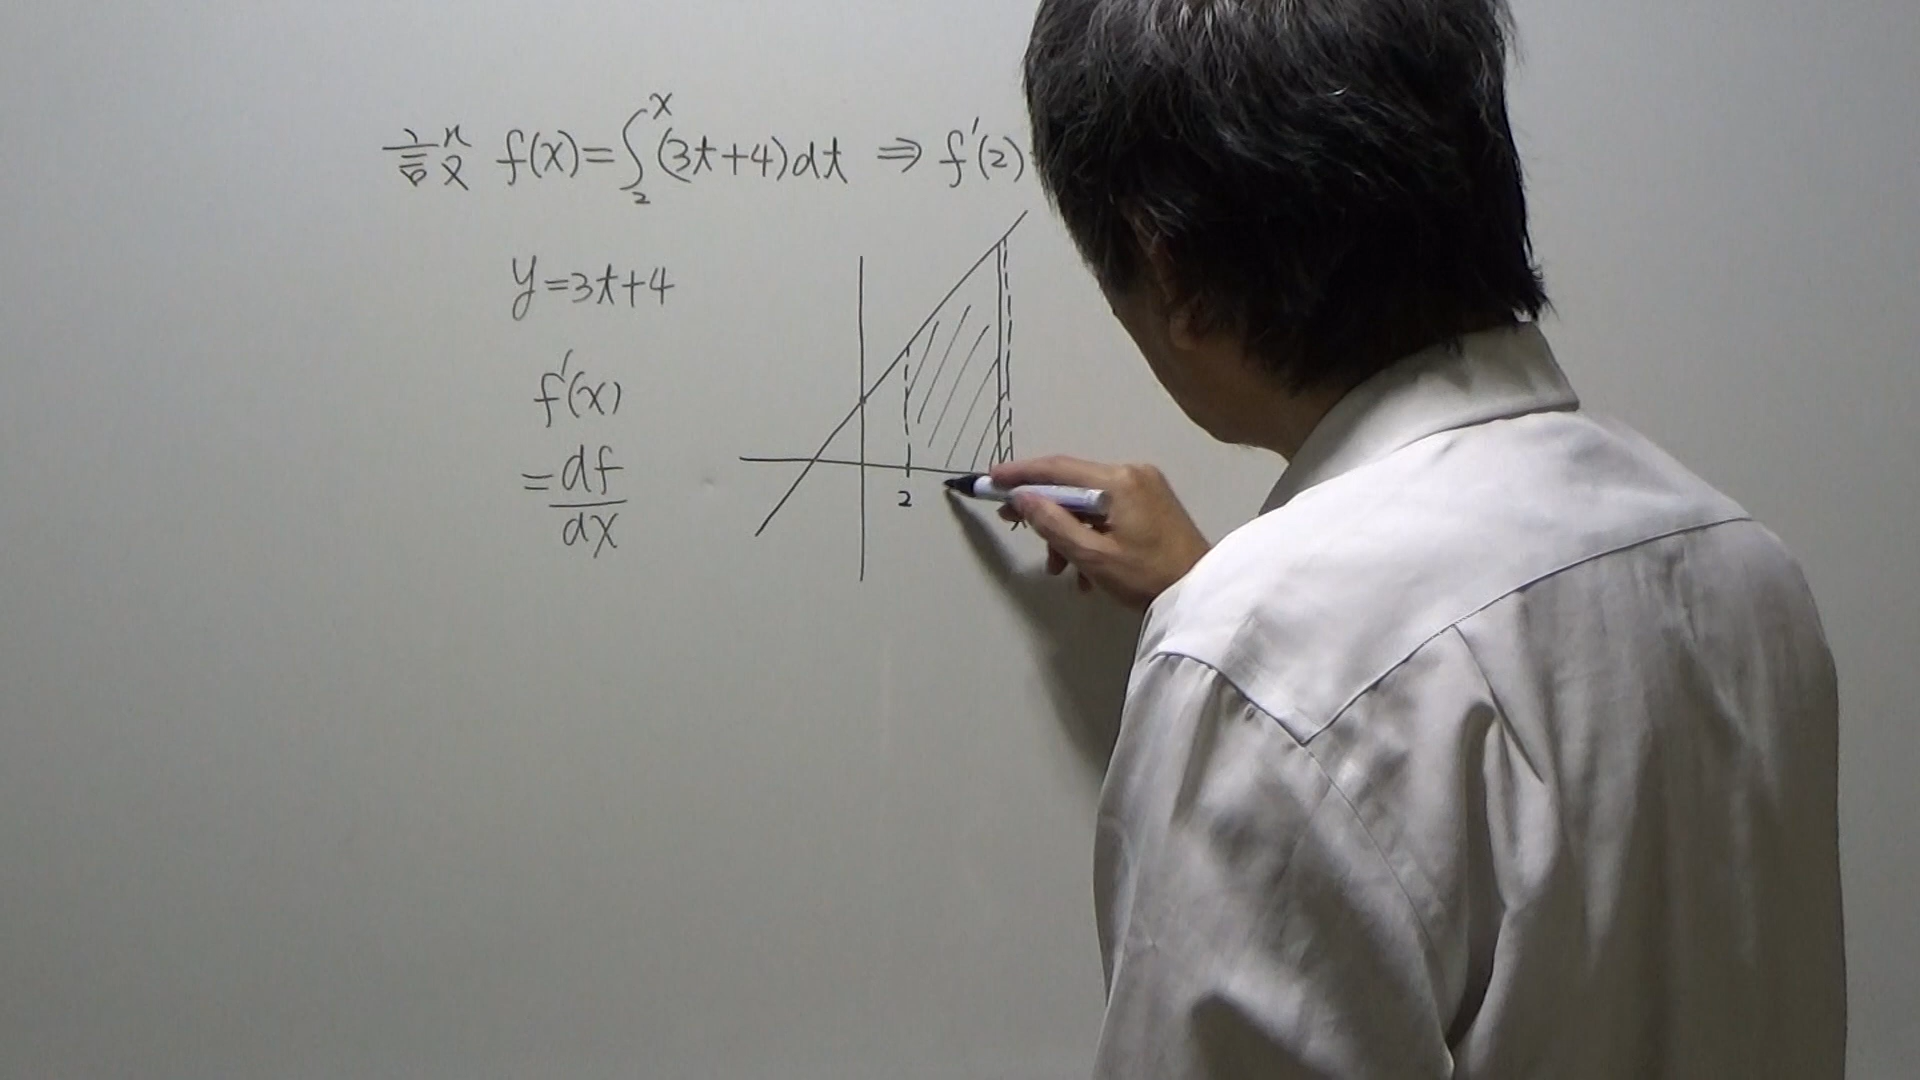 設 f(x)=∫₂ˣ(3t+4)dt ⇒ f'(2)
y=3t+4
f'(x)
=df/dx
2